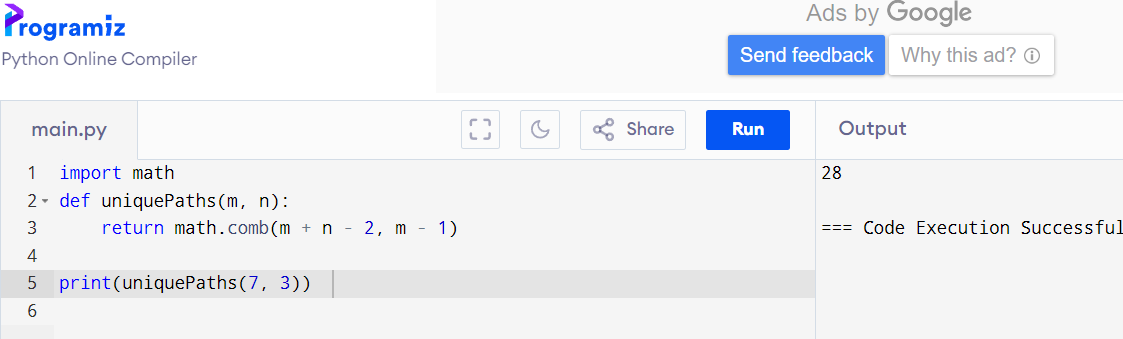 Programiz
Python Online Compiler
Ads by Google
Send feedback
Why this ad?
main.py
Share
Run
Output
1 import math
2 def uniquePaths(m, n):
3     return math.comb(m + n - 2, m - 1)
4
5 print(uniquePaths(7, 3))
6
28
=== Code Execution Successful